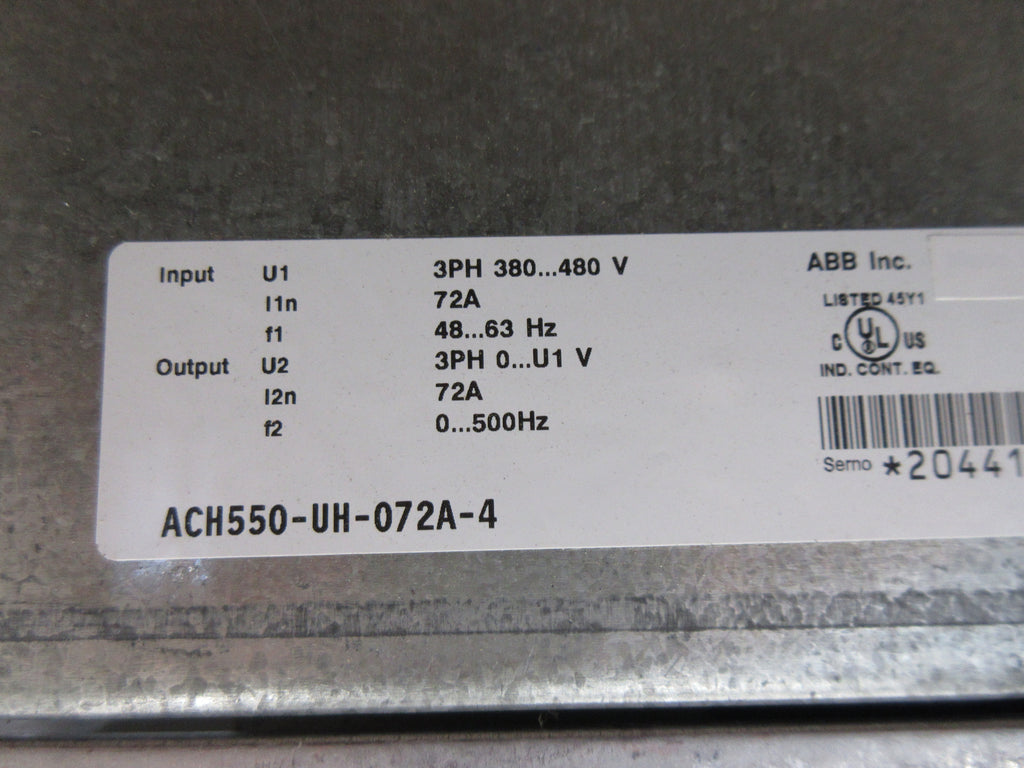 Input U1 3PH 380...480 V
I1n 72A
f1 48...63 Hz
Output U2 3PH 0...U1 V
I2n 72A
f2 0...500Hz
ACH550-UH-072A-4
ABB Inc.
LISTED 45Y1
C UL US
IND. CONT. EQ.
Serno *20441